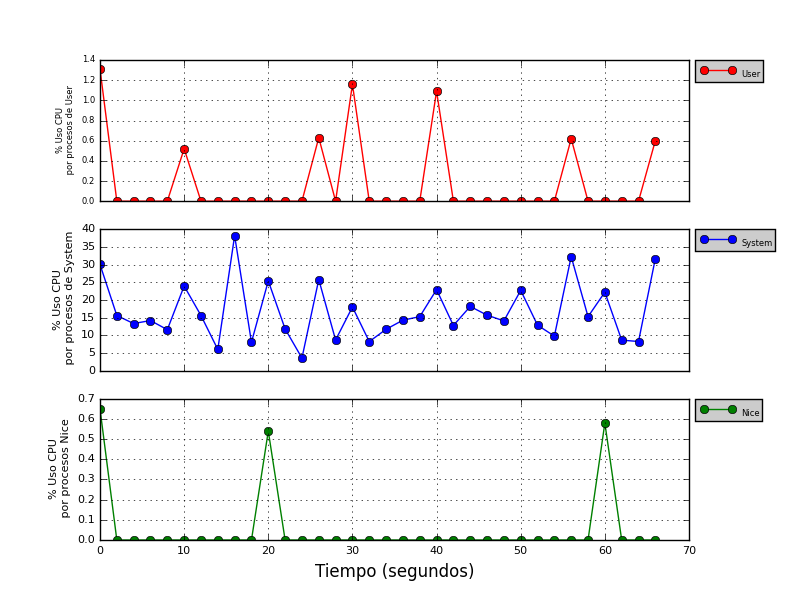 1.4
1.2
1.0
0.8
0.6
0.4
0.2
0.0
% Uso CPU
por procesos de User
User
40
35
30
25
20
15
10
5
0
% Uso CPU
por procesos de System
System
0.7
0.6
0.5
0.4
0.3
0.2
0.1
0.0
% Uso CPU
por procesos Nice
Nice
0 10 20 30 40 50 60 70
Tiempo (segundos)